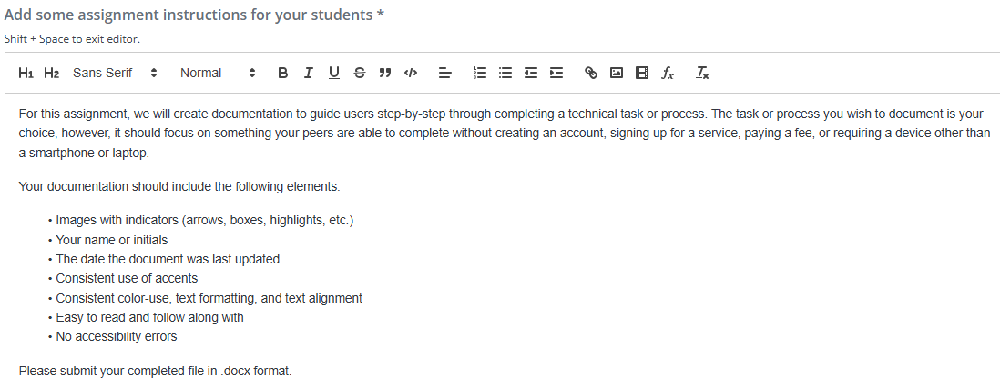 Add some assignment instructions for your students *
Shift + Space to exit editor.
H1 H2 Sans Serif Normal B I U S ” </> fx Tx
For this assignment, we will create documentation to guide users step-by-step through completing a technical task or process. The task or process you wish to document is your
choice, however, it should focus on something your peers are able to complete without creating an account, signing up for a service, paying a fee, or requiring a device other than
a smartphone or laptop.
Your documentation should include the following elements:
• Images with indicators (arrows, boxes, highlights, etc.)
• Your name or initials
• The date the document was last updated
• Consistent use of accents
• Consistent color-use, text formatting, and text alignment
• Easy to read and follow along with
• No accessibility errors
Please submit your completed file in .docx format.